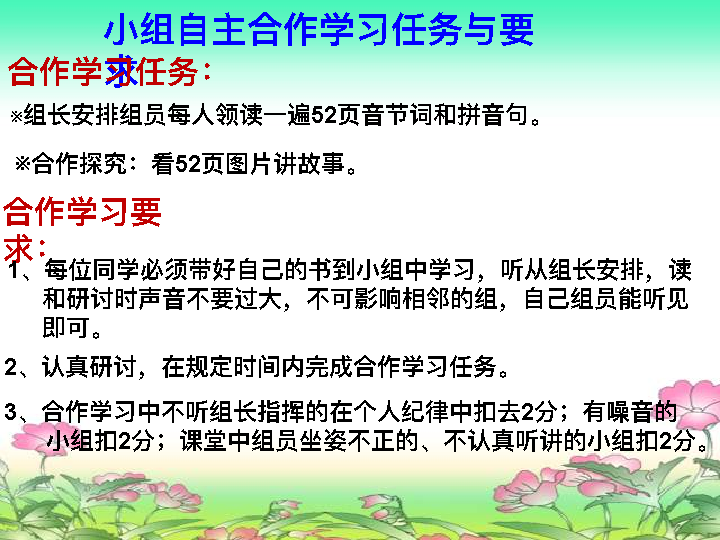 小组自主合作学习任务与要
求
合作学习任务：
※组长安排组员每人领读一遍52页音节词和拼音句。
※合作探究：看52页图片讲故事。
合作学习要
求：
1、每位同学必须带好自己的书到小组中学习，听从组长安排，读
和研讨时声音不要过大，不可影响相邻的组，自己组员能听见
即可。
2、认真研讨，在规定时间内完成合作学习任务。
3、合作学习中不听组长指挥的在个人纪律中扣去2分；有噪音的
小组扣2分；课堂中组员坐姿不正的、不认真听讲的小组扣2分。